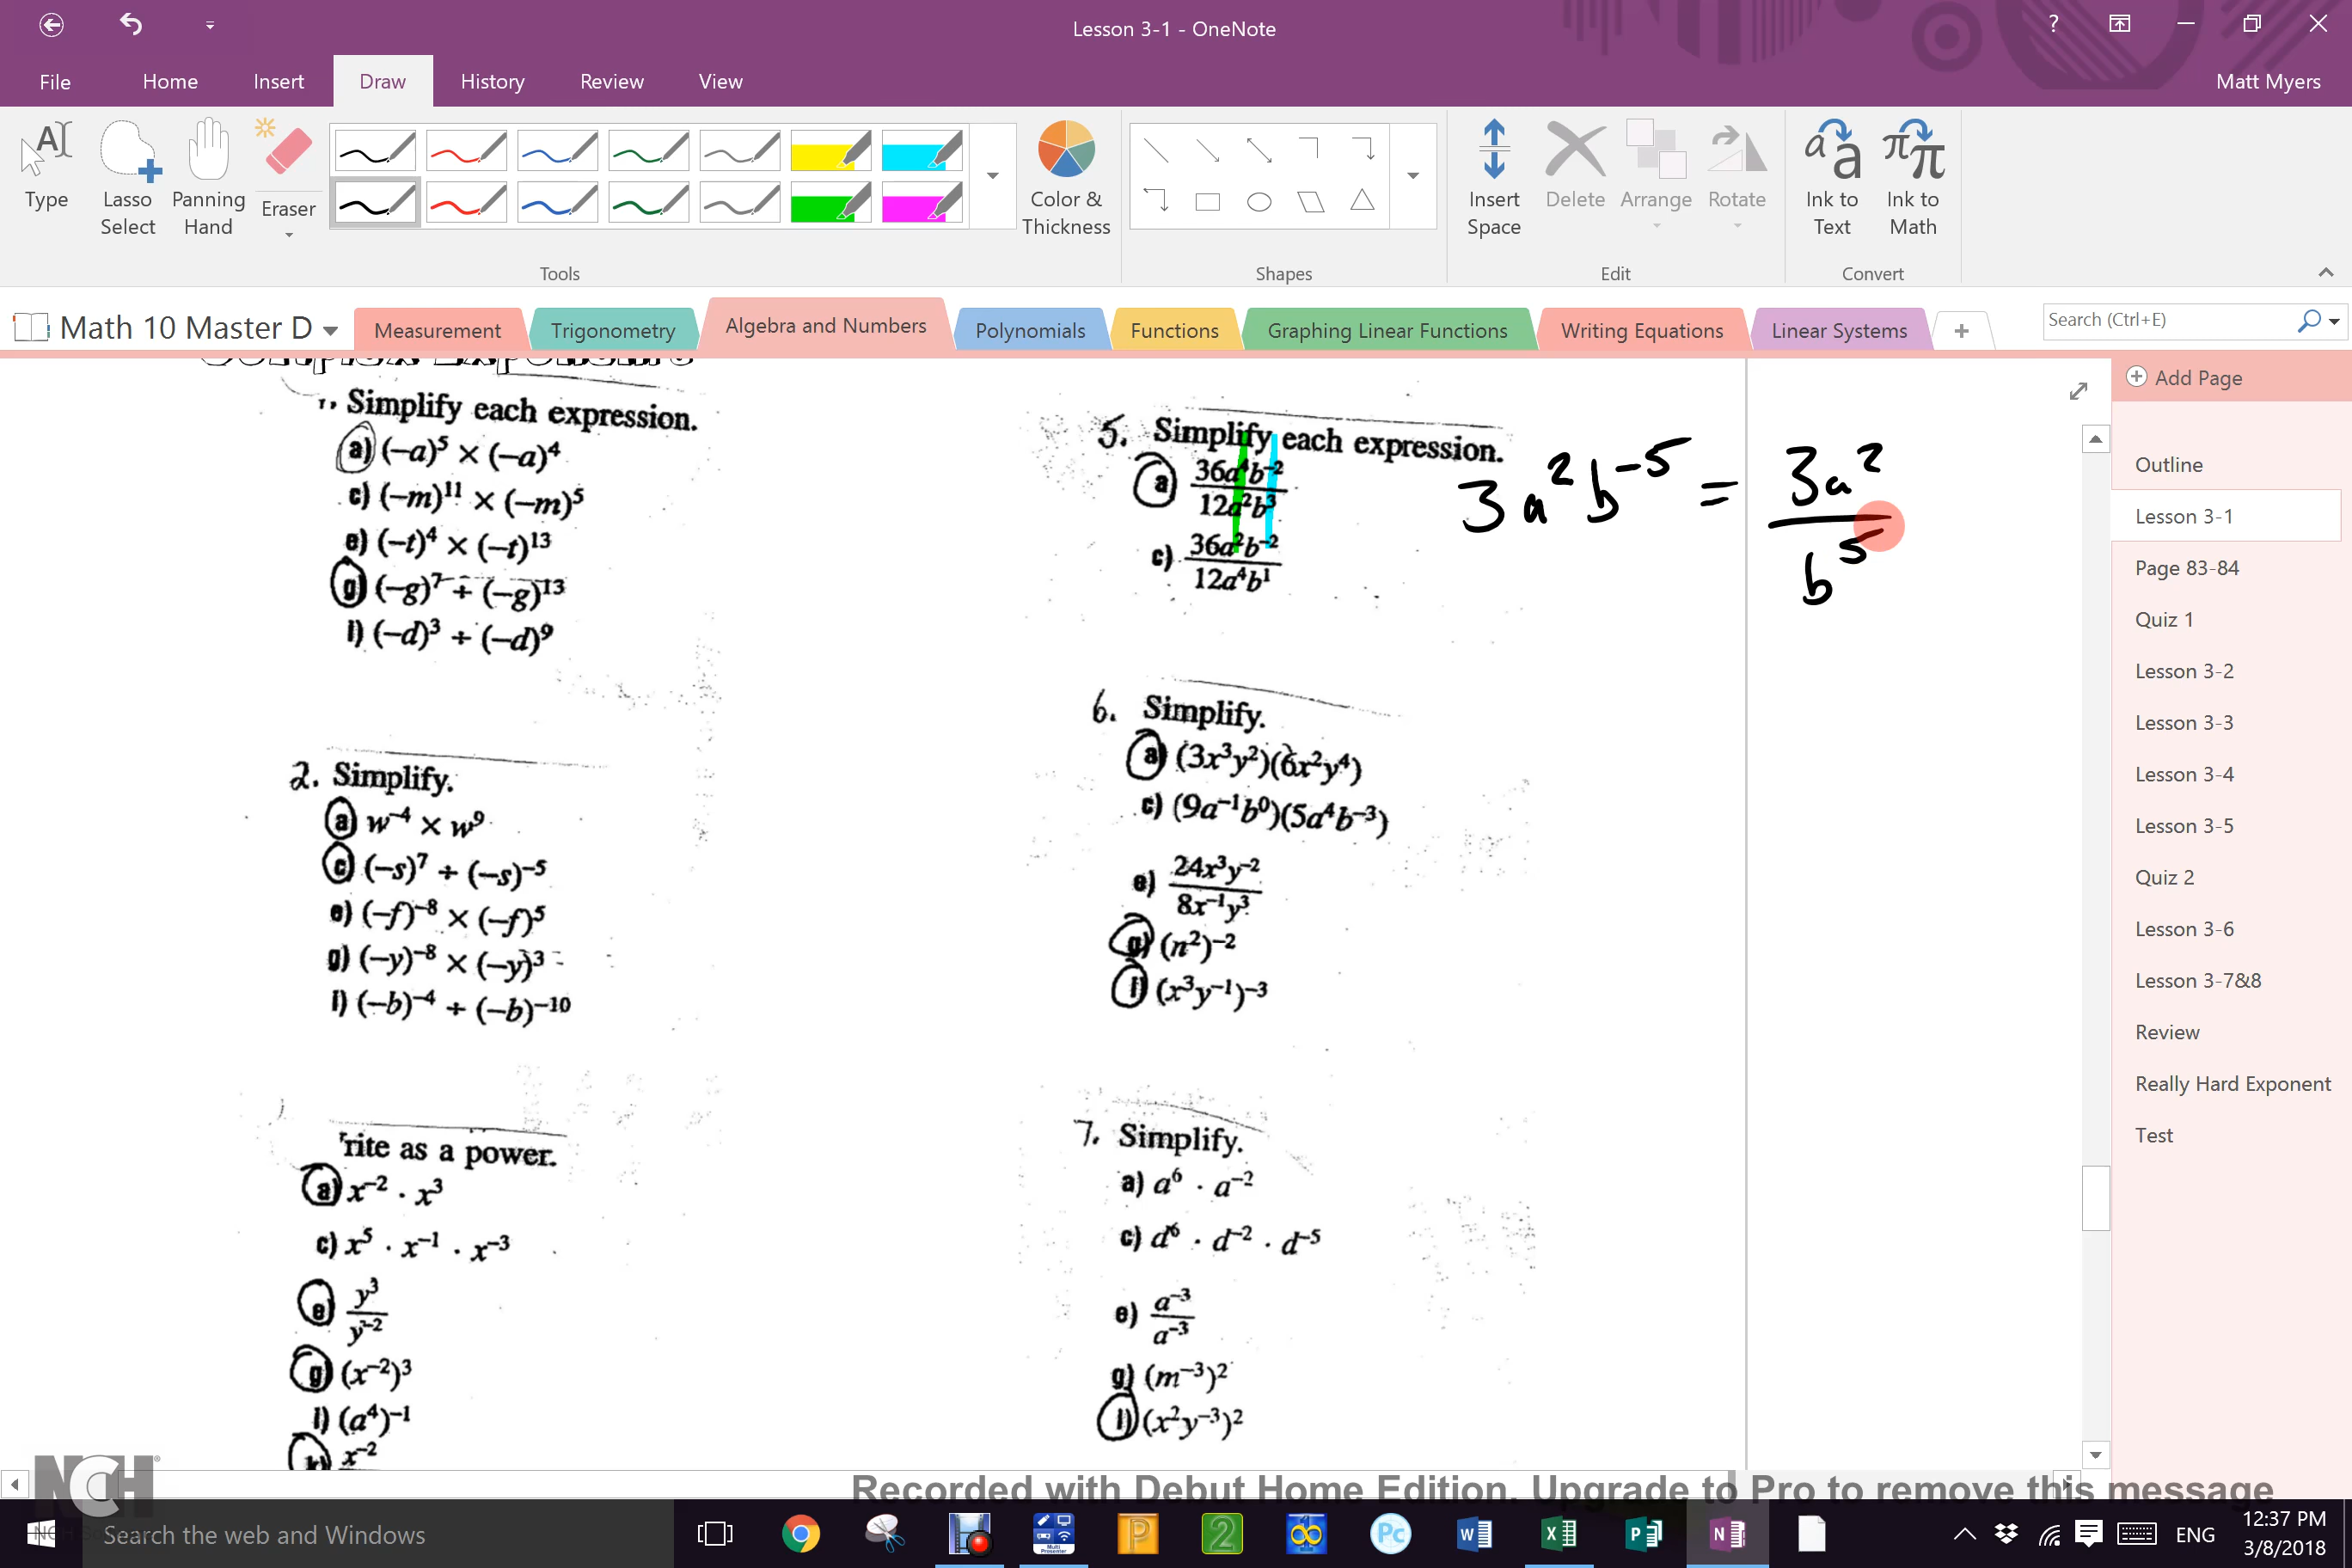 Lesson 3-1 - OneNote
?
File Home Insert Draw History Review View Matt Myers
Type
Lasso Select
Panning Hand
Eraser
Color & Thickness
Insert Space
Delete
Arrange
Rotate
Ink to Text
Ink to Math
Tools Shapes Edit Convert
Math 10 Master D Measurement Trigonometry Algebra and Numbers Polynomials Functions Graphing Linear Functions Writing Equations Linear Systems + Search (Ctrl+E)
Simplify each expression.
a) (−a)⁵ × (−a)⁴
c) (−m)¹¹ × (−m)⁵
e) (−t)⁴ × (−t)¹³
g) (−g)⁷ ÷ (−g)¹³
i) (−d)³ ÷ (−d)⁹
2. Simplify.
a) w⁻⁴ × w⁹
c) (−s)⁷ ÷ (−s)⁻⁵
e) (−f)⁻⁸ × (−f)⁵
g) (−y)⁻⁸ × (−y)³
i) (−b)⁻⁴ ÷ (−b)⁻¹⁰
rite as a power.
a) x⁻² · x³
c) x⁵ · x⁻¹ · x⁻³
e) y³/y⁻²
g) (x⁻²)³
i) (a⁴)⁻¹
k) x⁻²
5. Simplify each expression.
a 36a⁴b⁻²/12a²b³
3a²b⁻⁵ = 3a²/b⁵
c) 36a²b⁻²/12a⁴b¹
6. Simplify.
a) (3x³y²)(6x²y⁴)
c) (9a⁻¹b⁰)(5a⁴b⁻³)
e) 24x³y⁻²/8x⁻¹y³
g) (n²)⁻²
i) (x³y⁻¹)⁻³
7. Simplify.
a) a⁶ · a⁻²
c) d⁶ · d⁻² · d⁻⁵
e) a⁻³/a⁻³
g) (m⁻³)²
i) (x²y⁻³)²
Add Page
Outline
Lesson 3-1
Page 83-84
Quiz 1
Lesson 3-2
Lesson 3-3
Lesson 3-4
Lesson 3-5
Quiz 2
Lesson 3-6
Lesson 3-7&8
Review
Really Hard Exponent
Test
NCH
Recorded with Debut Home Edition. Upgrade to Pro to remove this message
Search the web and Windows
ENG
12:37 PM
3/8/2018